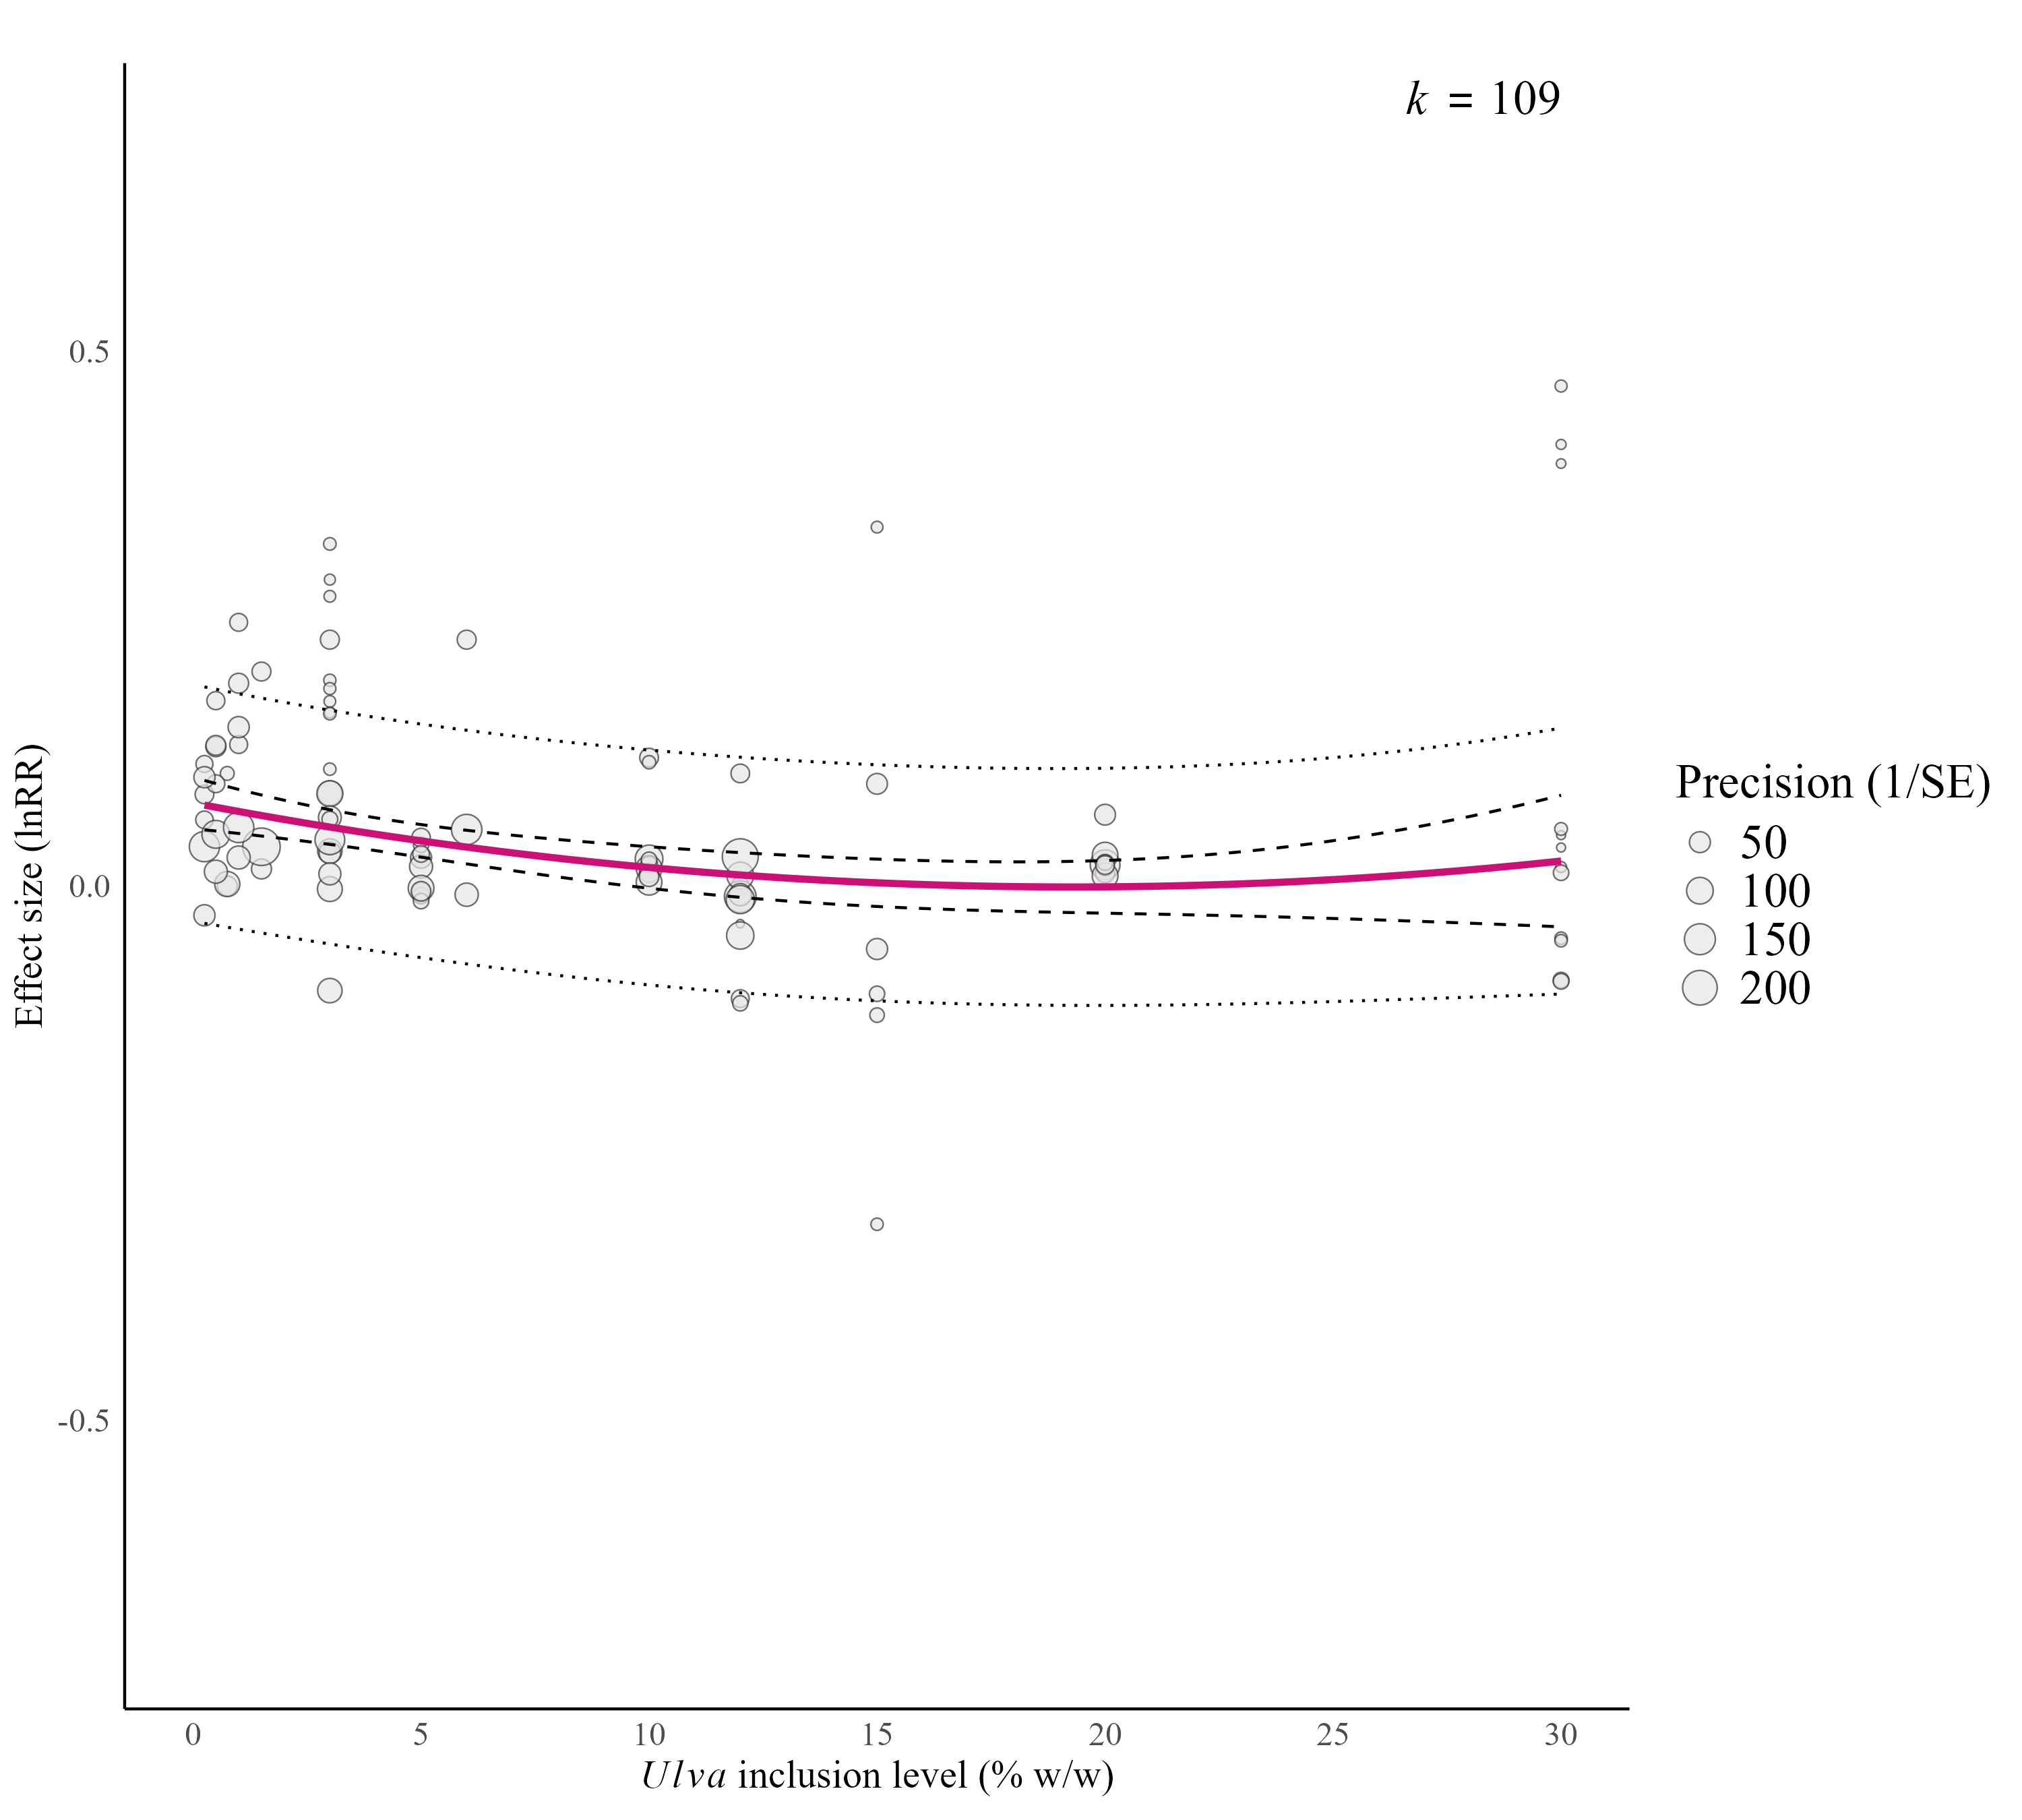 k = 109
0.5
0.0
-0.5
Effect size (lnRR)
0 5 10 15 20 25 30
Ulva inclusion level (% w/w)
Precision (1/SE)
50
100
150
200